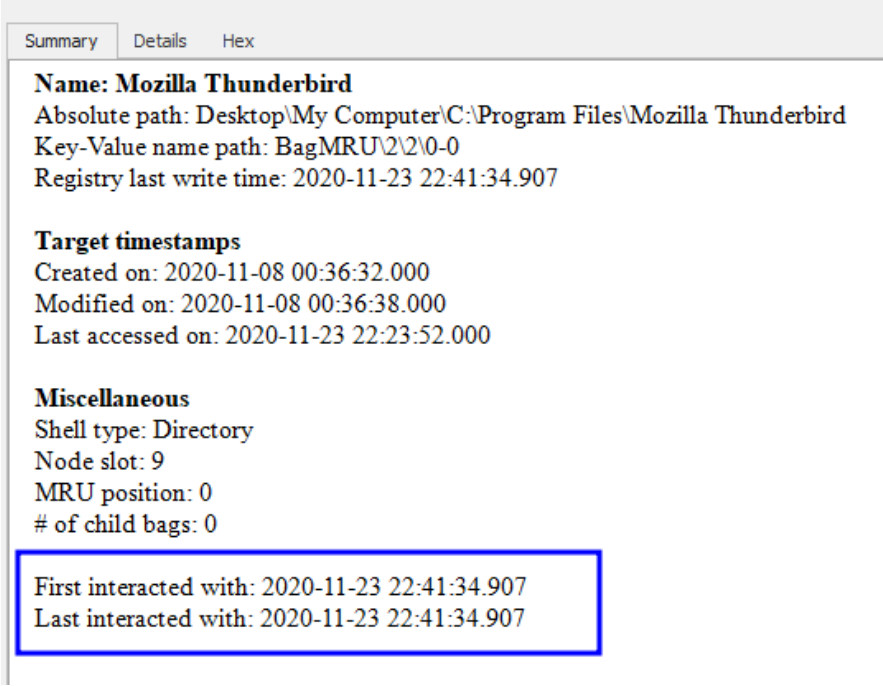 Summary Details Hex
Name: Mozilla Thunderbird
Absolute path: Desktop\My Computer\C:\Program Files\Mozilla Thunderbird
Key-Value name path: BagMRU\2\2\0-0
Registry last write time: 2020-11-23 22:41:34.907
Target timestamps
Created on: 2020-11-08 00:36:32.000
Modified on: 2020-11-08 00:36:38.000
Last accessed on: 2020-11-23 22:23:52.000
Miscellaneous
Shell type: Directory
Node slot: 9
MRU position: 0
# of child bags: 0
First interacted with: 2020-11-23 22:41:34.907
Last interacted with: 2020-11-23 22:41:34.907